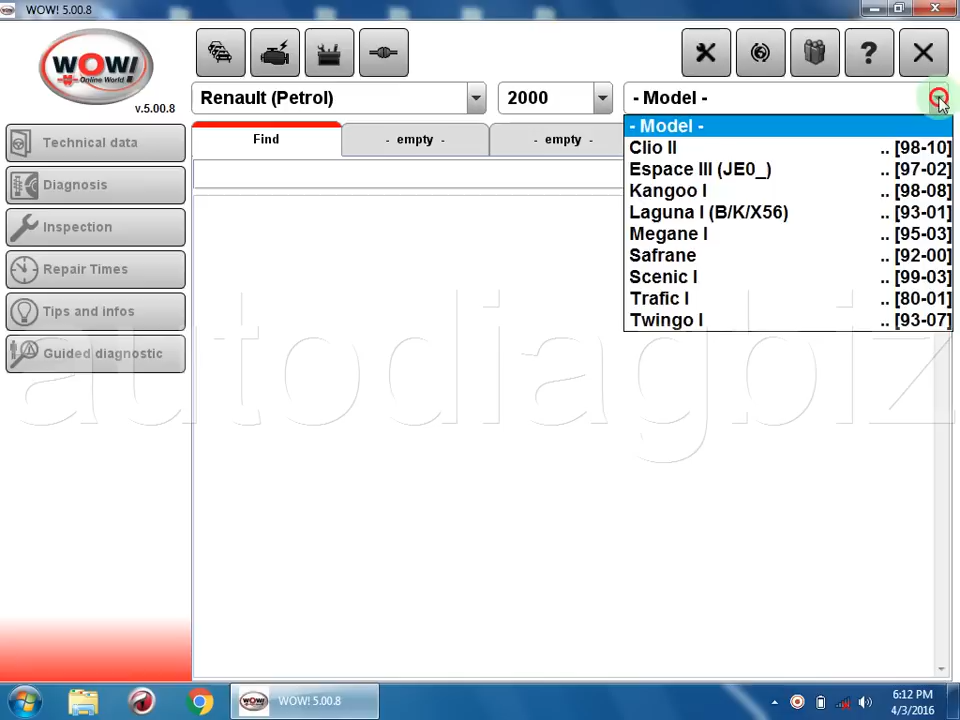 WOW! 5.00.8
WOW!
Online World
v.5.00.8
Renault (Petrol)
2000
- Model -
Find
- empty -
- empty -
- Model -
Clio II .. [98-10]
Espace III (JE0_) .. [97-02]
Kangoo I .. [98-08]
Laguna I (B/K/X56) .. [93-01]
Megane I .. [95-03]
Safrane .. [92-00]
Scenic I .. [99-03]
Trafic I .. [80-01]
Twingo I .. [93-07]
Technical data
Diagnosis
Inspection
Repair Times
Tips and infos
Guided diagnostic
autodiagbiz
WOW! 5.00.8
6:12 PM
4/3/2016